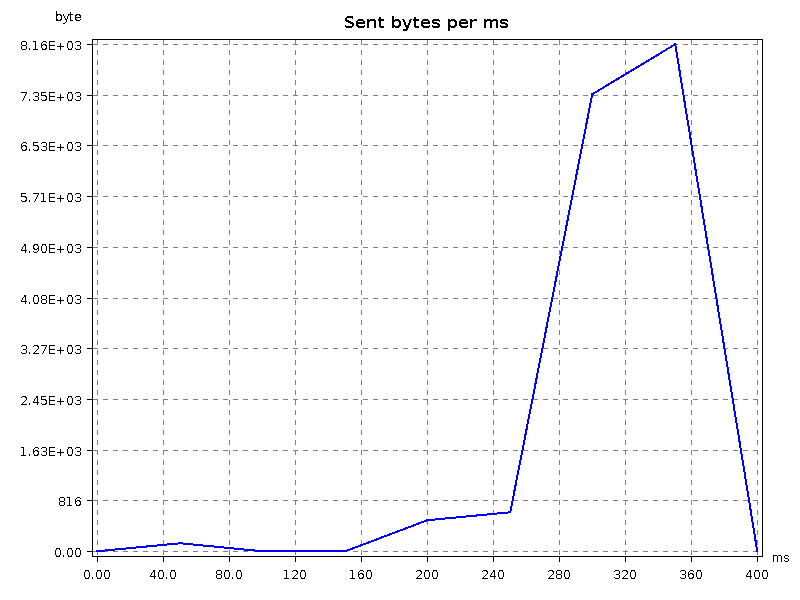 byte
Sent bytes per ms
8.16E+03
7.35E+03
6.53E+03
5.71E+03
4.90E+03
4.08E+03
3.27E+03
2.45E+03
1.63E+03
816
0.00
0.00 40.0 80.0 120 160 200 240 280 320 360 400
ms